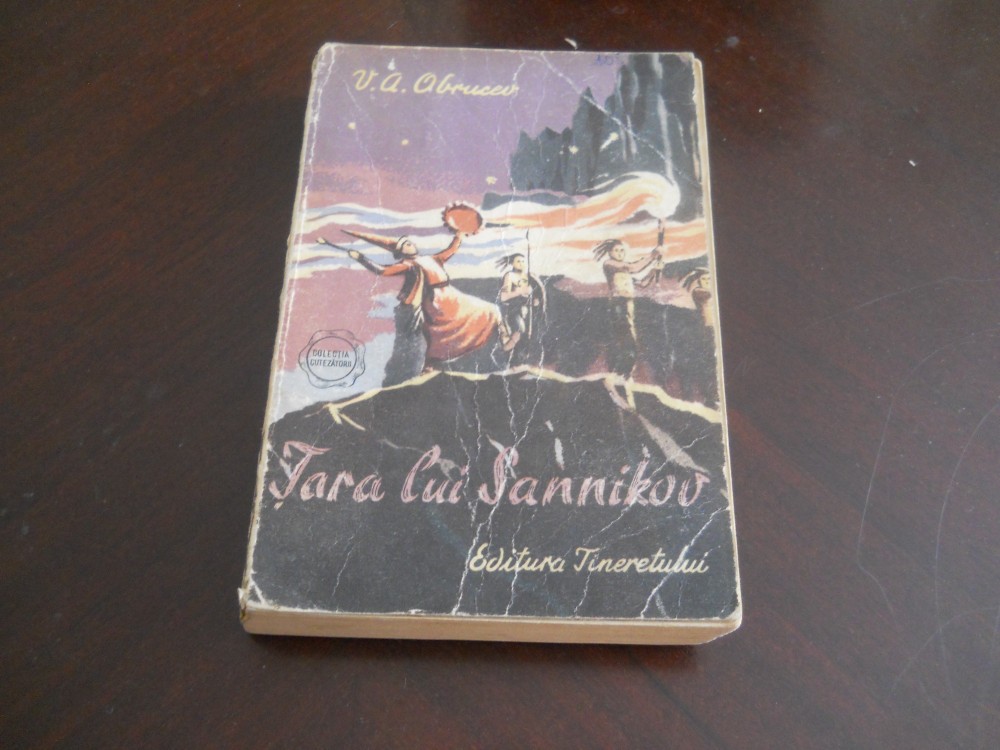 V. A. Obrucev
COLECȚIA
CUTEZĂTORII
Țara lui Sannikov
Editura Tineretului